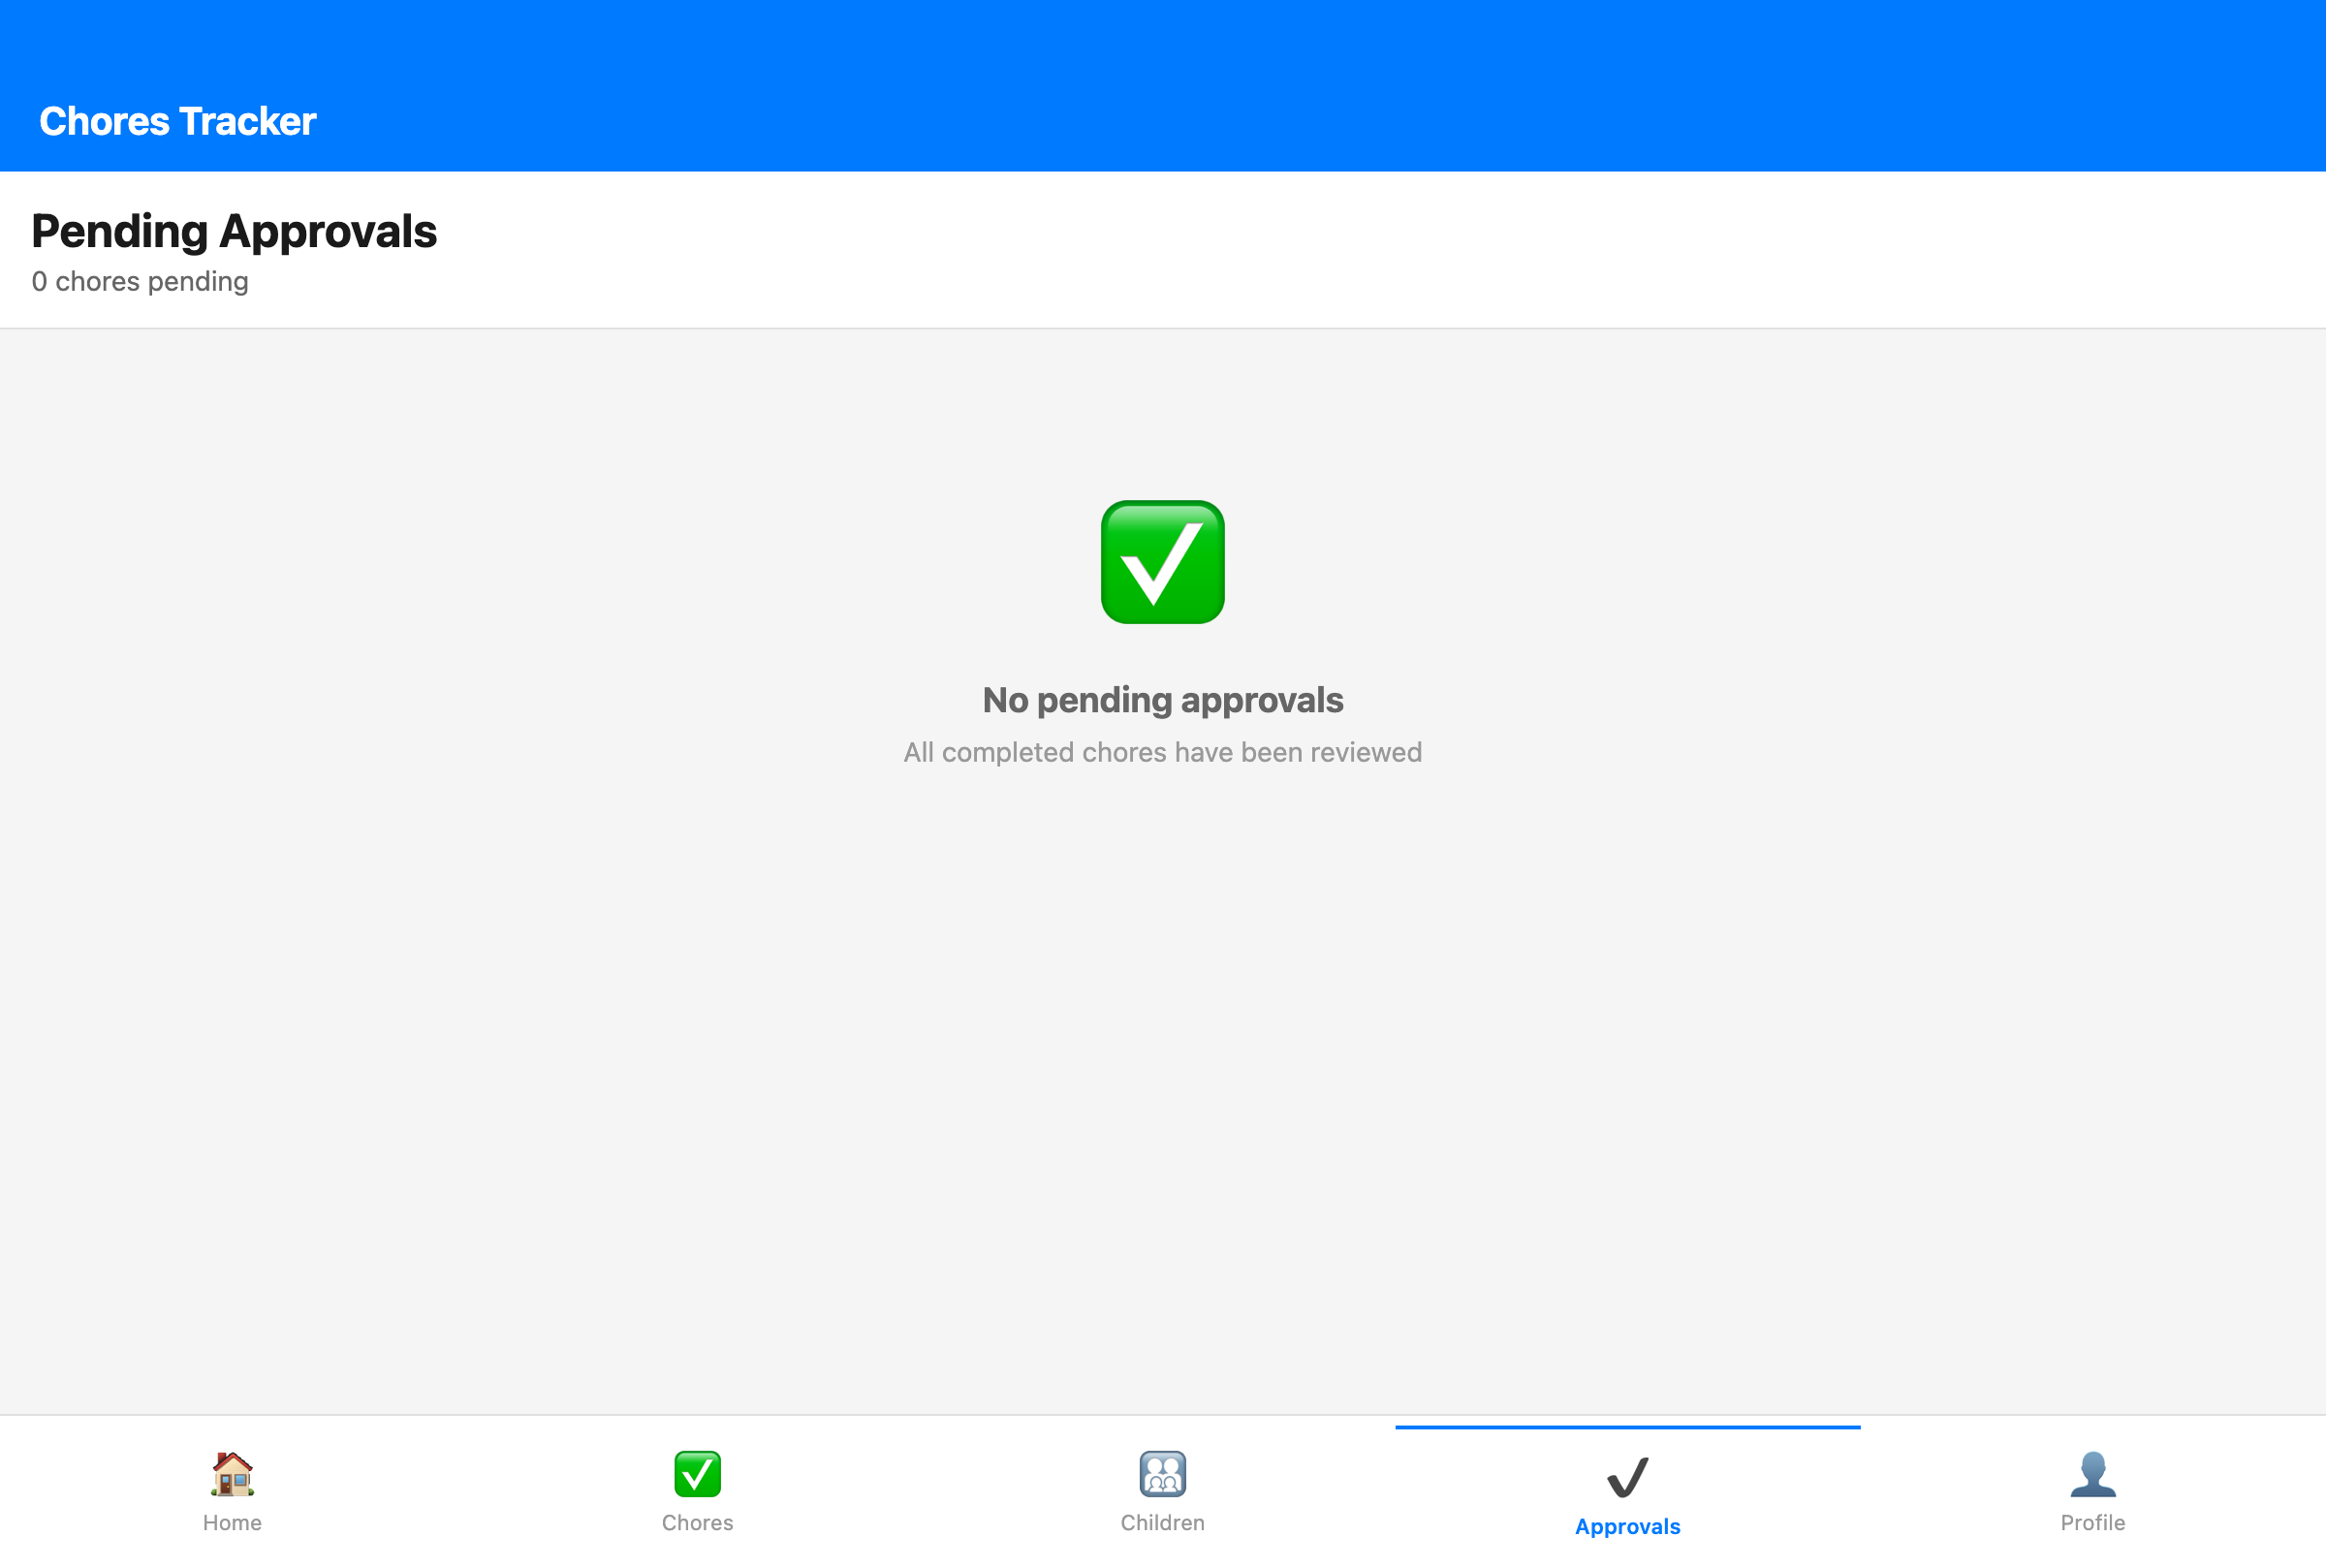 Chores Tracker
Pending Approvals
0 chores pending
No pending approvals
All completed chores have been reviewed
Home
Chores
Children
Approvals
Profile